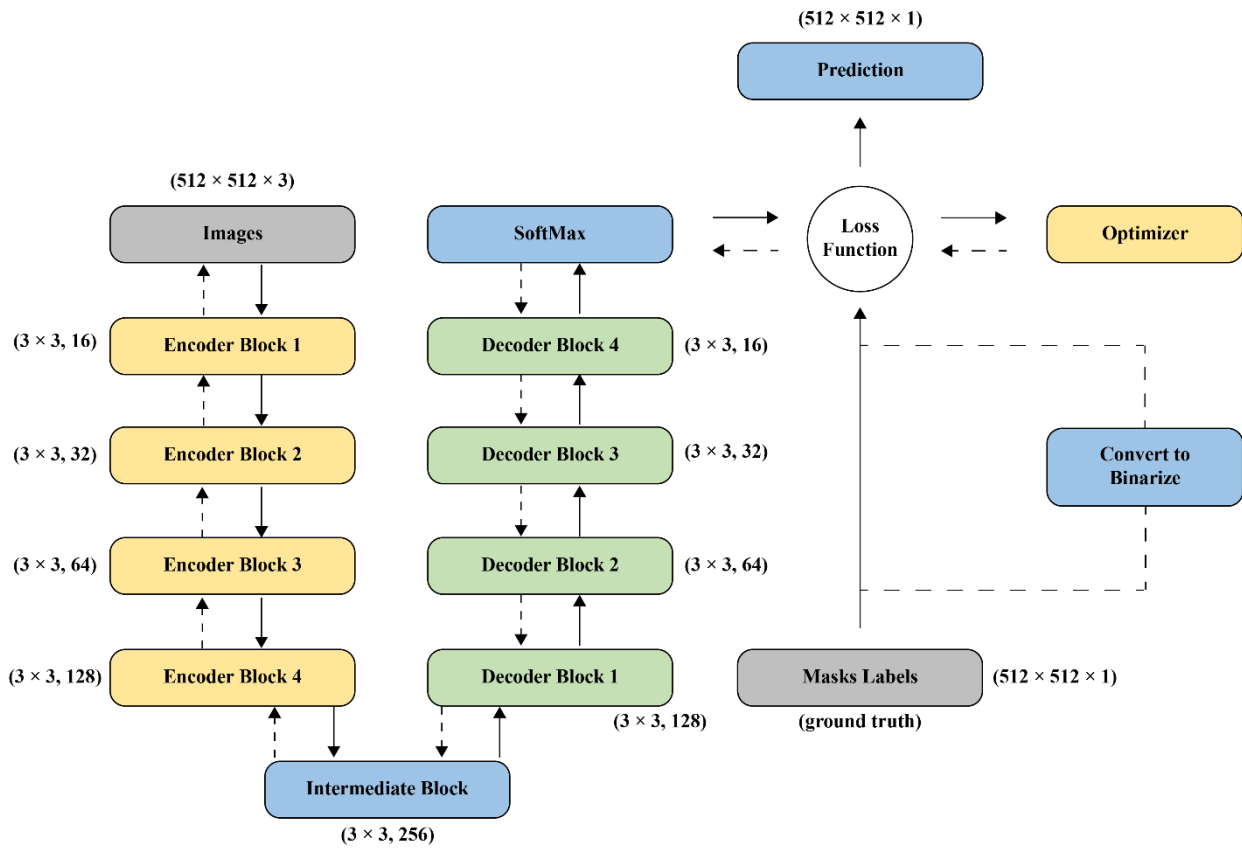 (512 × 512 × 1)
Prediction
(512 × 512 × 3)
Images
SoftMax
Loss
Function
Optimizer
(3 × 3, 16)
Encoder Block 1
Decoder Block 4
(3 × 3, 16)
(3 × 3, 32)
Encoder Block 2
Decoder Block 3
(3 × 3, 32)
Convert to
Binarize
(3 × 3, 64)
Encoder Block 3
Decoder Block 2
(3 × 3, 64)
(3 × 3, 128)
Encoder Block 4
Decoder Block 1
(3 × 3, 128)
Masks Labels
(512 × 512 × 1)
(ground truth)
Intermediate Block
(3 × 3, 256)